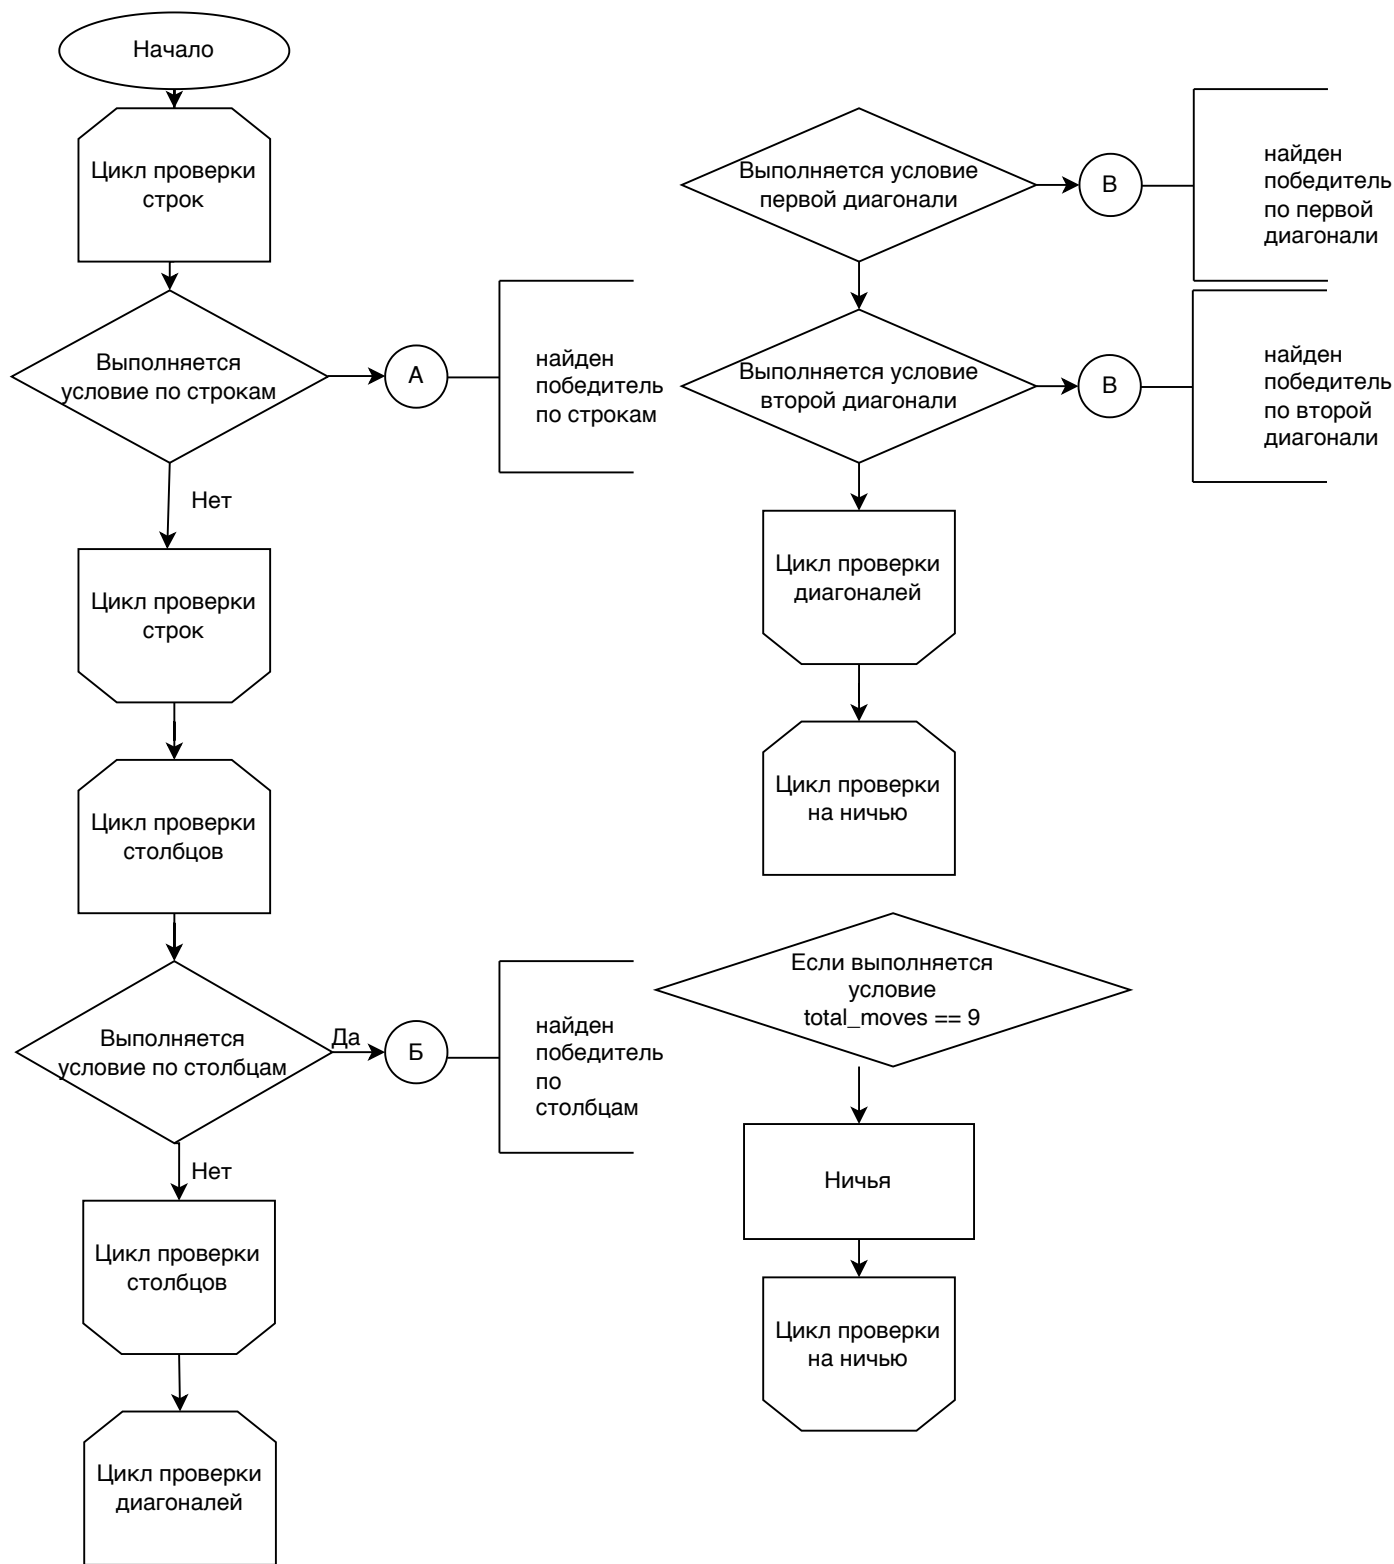 Начало
Цикл проверки
строк
Выполняется
условие по строкам
А
найден
победитель
по строкам
Нет
Цикл проверки
строк
Цикл проверки
столбцов
Выполняется
условие по столбцам
Да
Б
найден
победитель
по
столбцам
Нет
Цикл проверки
столбцов
Цикл проверки
диагоналей
Выполняется условие
первой диагонали
В
найден
победитель
по первой
диагонали
Выполняется условие
второй диагонали
В
найден
победитель
по второй
диагонали
Цикл проверки
диагоналей
Цикл проверки
на ничью
Если выполняется
условие
total_moves == 9
Ничья
Цикл проверки
на ничью